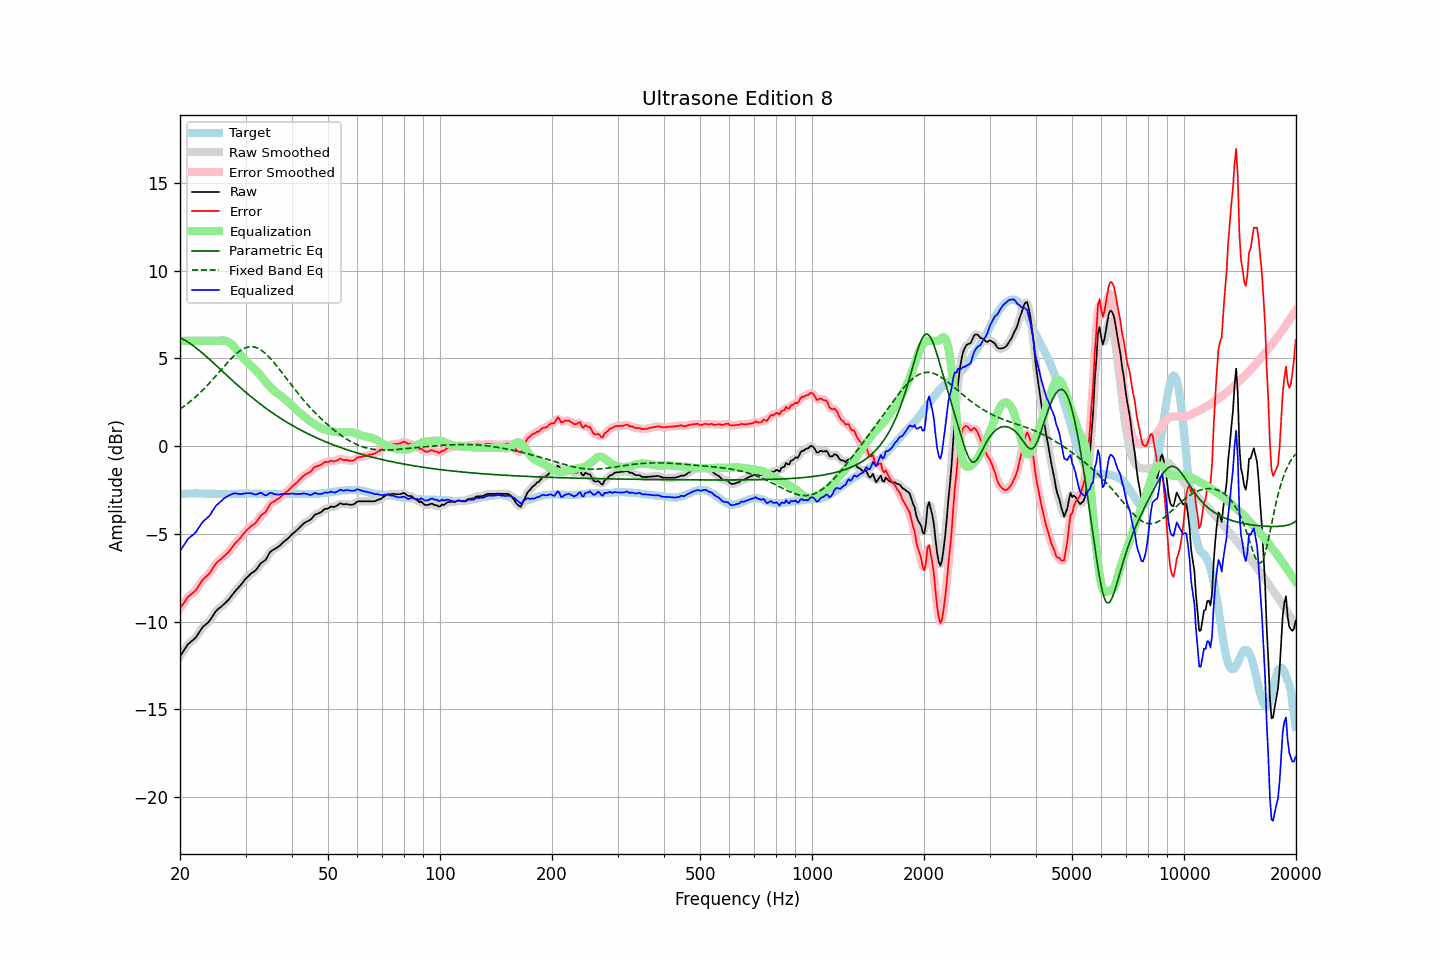 Ultrasone Edition 8
Target
Raw Smoothed
Error Smoothed
Raw
Error
Equalization
Parametric Eq
Fixed Band Eq
Equalized
15
10
5
0
−5
−10
−15
−20
Amplitude (dBr)
20 50 100 200 500 1000 2000 5000 10000 20000
Frequency (Hz)